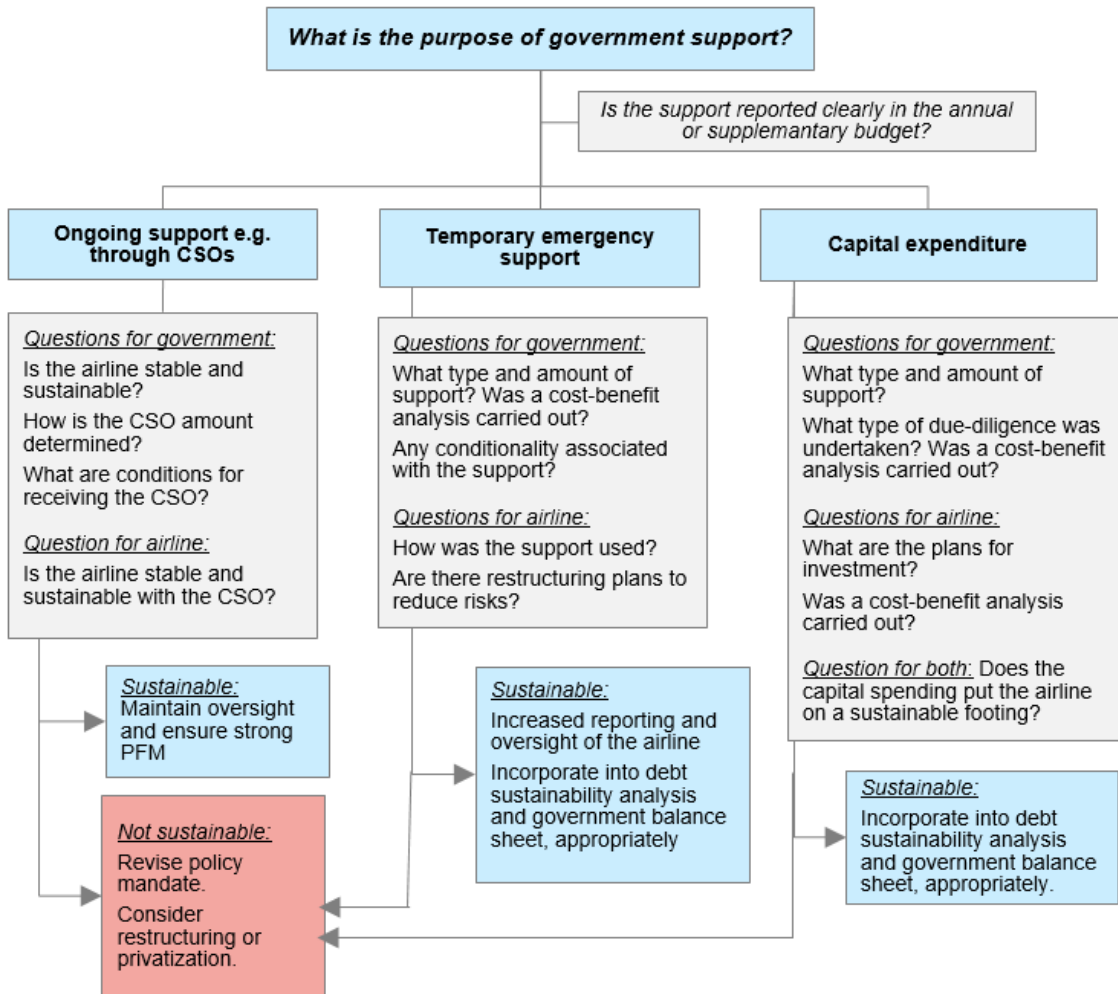 What is the purpose of government support?
Is the support reported clearly in the annual
or supplemantary budget?
Ongoing support e.g.
through CSOs
Questions for government:
Is the airline stable and
sustainable?
How is the CSO amount
determined?
What are conditions for
receiving the CSO?
Question for airline:
Is the airline stable and
sustainable with the CSO?
Sustainable:
Maintain oversight
and ensure strong
PFM
Not sustainable:
Revise policy
mandate.
Consider
restructuring or
privatization.
Temporary emergency
support
Questions for government:
What type and amount of
support? Was a cost-benefit
analysis carried out?
Any conditionality associated
with the support?
Questions for airline:
How was the support used?
Are there restructuring plans to
reduce risks?
Sustainable:
Increased reporting and
oversight of the airline
Incorporate into debt
sustainability analysis
and government balance
sheet, appropriately
Capital expenditure
Questions for government:
What type and amount of
support?
What type of due-diligence was
undertaken? Was a cost-benefit
analysis carried out?
Questions for airline:
What are the plans for
investment?
Was a cost-benefit analysis
carried out?
Question for both: Does the
capital spending put the airline
on a sustainable footing?
Sustainable:
Incorporate into debt
sustainability analysis
and government balance
sheet, appropriately.